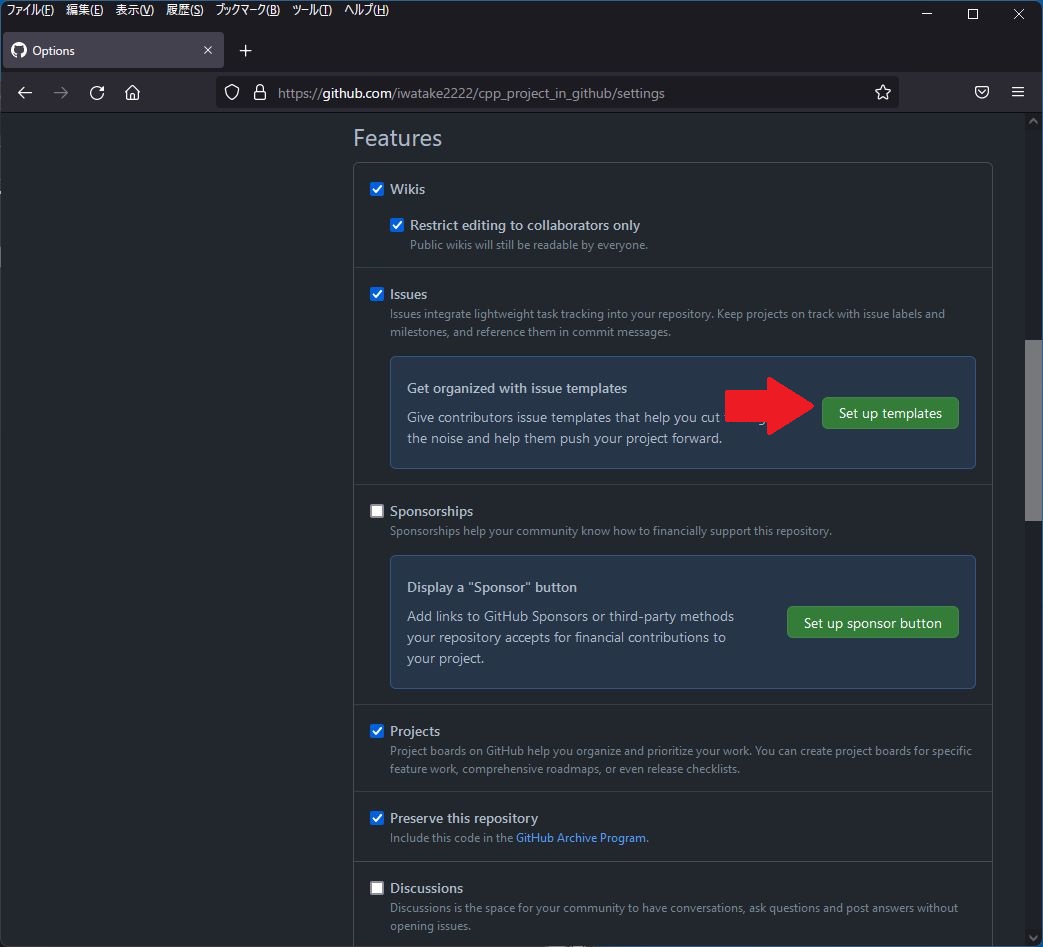 ファイル(F) 編集(E) 表示(V) 履歴(S) ブックマーク(B) ツール(T) ヘルプ(H)
Options
https://github.com/iwatake2222/cpp_project_in_github/settings
Features
Wikis
Restrict editing to collaborators only
Public wikis will still be readable by everyone.
Issues
Issues integrate lightweight task tracking into your repository. Keep projects on track with issue labels and
milestones, and reference them in commit messages.
Get organized with issue templates
Give contributors issue templates that help you cut
the noise and help them push your project forward.
Set up templates
Sponsorships
Sponsorships help your community know how to financially support this repository.
Display a "Sponsor" button
Add links to GitHub Sponsors or third-party methods
your repository accepts for financial contributions to
your project.
Set up sponsor button
Projects
Project boards on GitHub help you organize and prioritize your work. You can create project boards for specific
feature work, comprehensive roadmaps, or even release checklists.
Preserve this repository
Include this code in the GitHub Archive Program.
Discussions
Discussions is the space for your community to have conversations, ask questions and post answers without
opening issues.